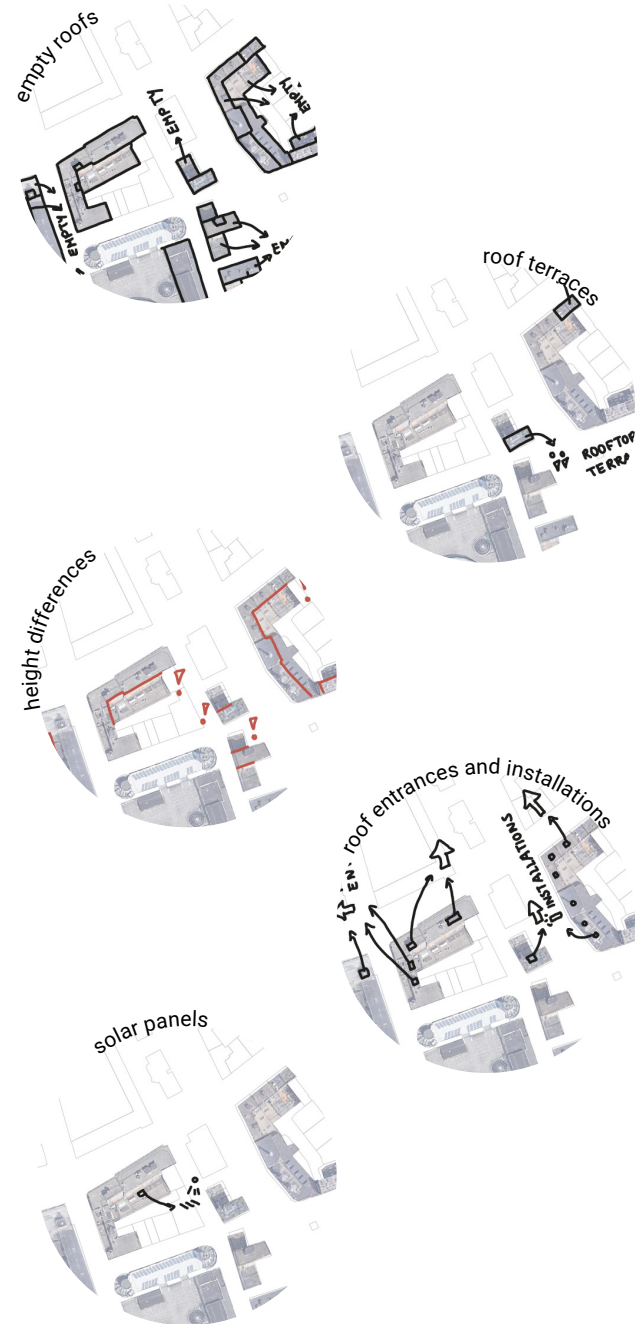 empty roofs
EMPTY
EMPTY
EMPTY
roof terraces
ROOFTOP
height differences
roof entrances and installations
INSTALLATIONS
solar panels